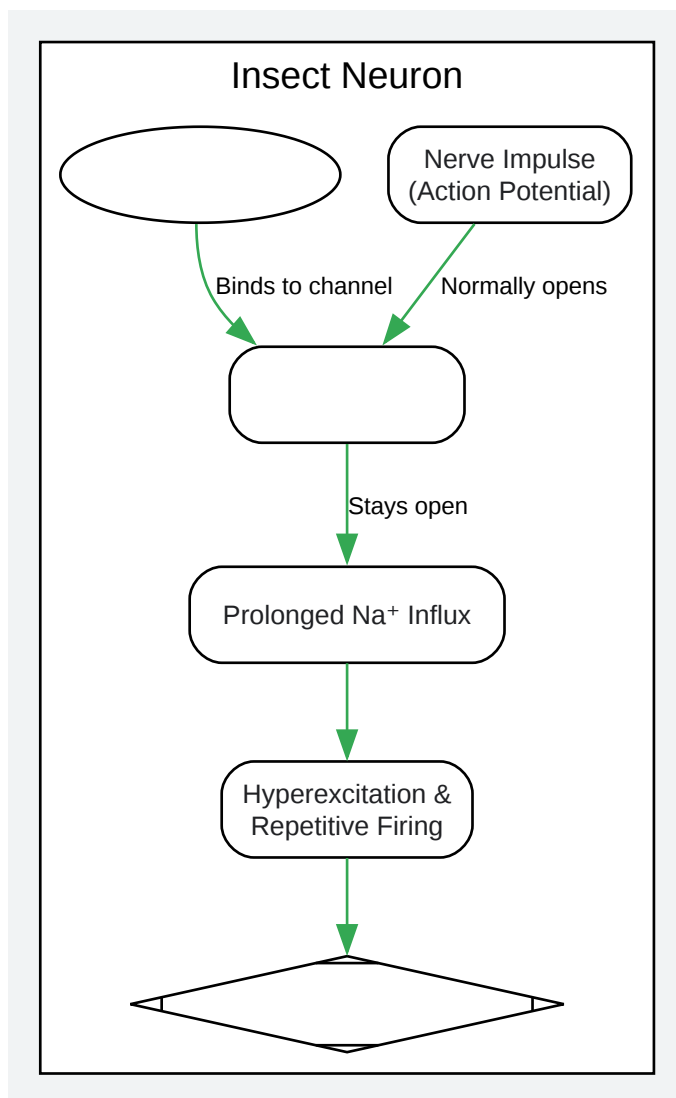 Insect Neuron
Nerve Impulse
(Action Potential)
Binds to channel
Normally opens
Stays open
Prolonged Na⁺ Influx
Hyperexcitation &
Repetitive Firing